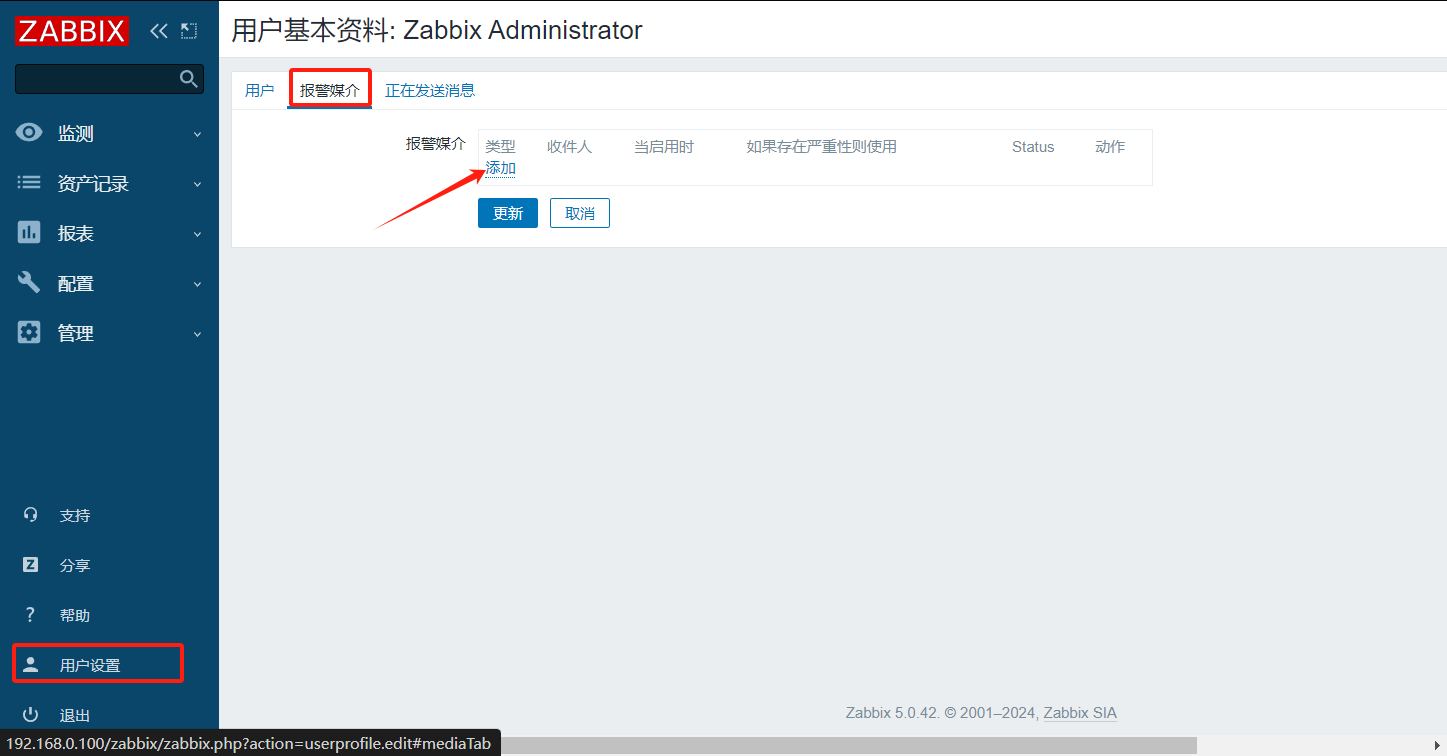 ZABBIX
监测
资产记录
报表
配置
管理
支持
分享
帮助
用户设置
退出
用户基本资料: Zabbix Administrator
用户 报警媒介 正在发送消息
报警媒介 类型 收件人 当启用时 如果存在严重性则使用 Status 动作
添加
更新 取消
Zabbix 5.0.42. © 2001–2024, Zabbix SIA
192.168.0.100/zabbix/zabbix.php?action=userprofile.edit#mediaTab